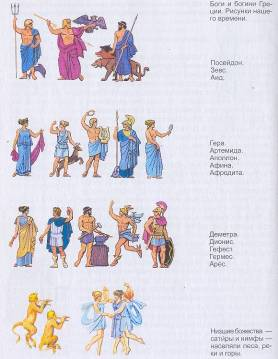 Боги и богини Гре-
ции. Рисунки наше-
го времени.
Посейдон.
Зевс.
Аид.
Гера.
Артемида.
Аполлон.
Афина.
Афродита.
Деметра.
Дионис.
Гефест.
Гермес.
Арес.
Низшие божества —
сатиры и нимфы —
населяли леса, ре-
ки и горы.